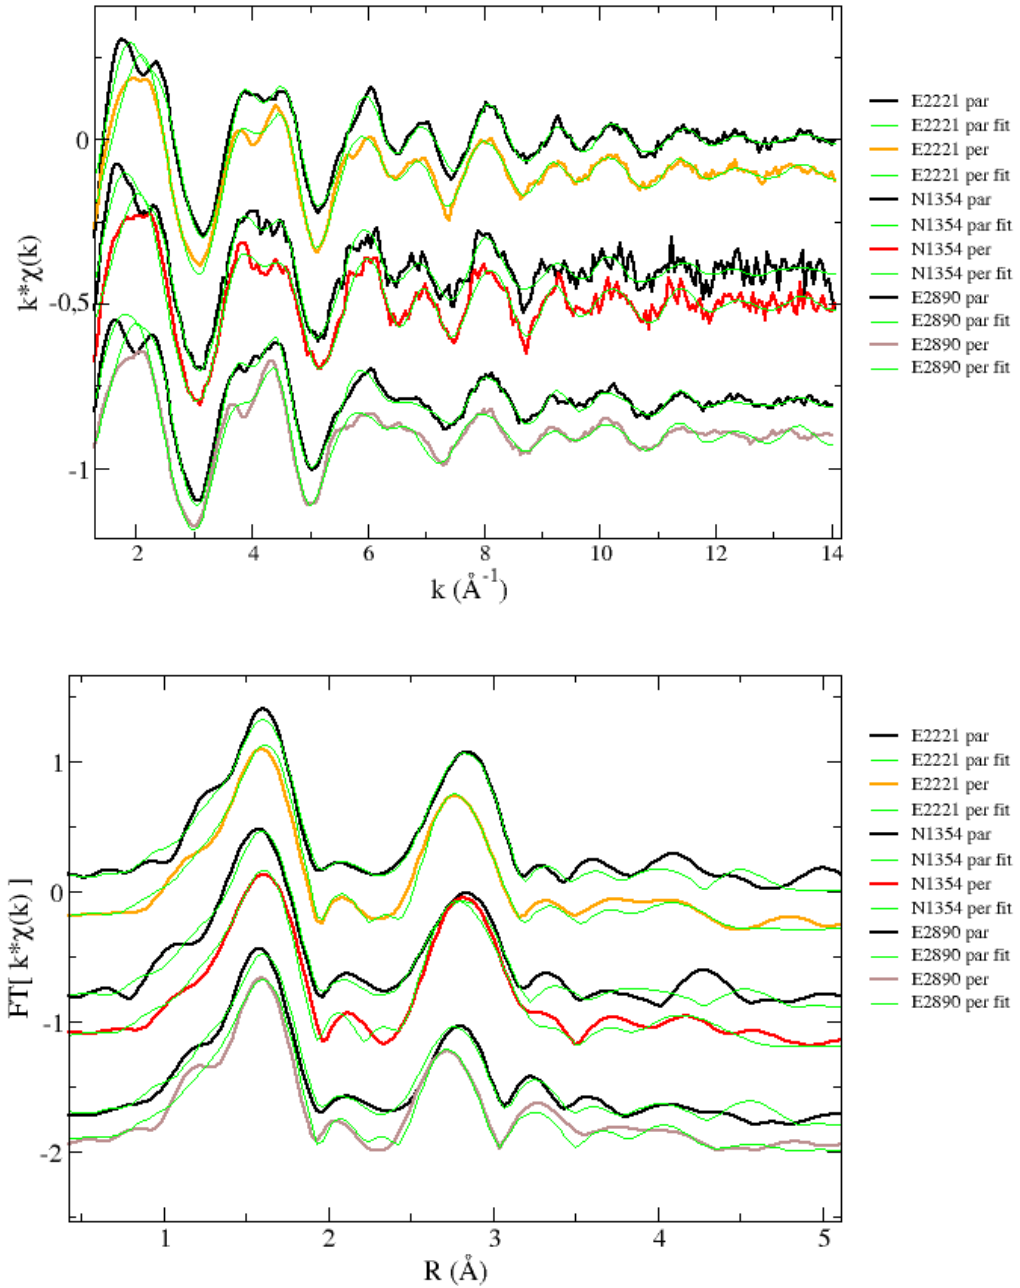 0
-0,5
-1
k*χ(k)
2
4
6
8
10
12
14
k (Å-1)
E2221 par
E2221 par fit
E2221 per
E2221 per fit
N1354 par
N1354 par fit
N1354 per
N1354 per fit
E2890 par
E2890 par fit
E2890 per
E2890 per fit
1
0
-1
-2
FT[ k*χ(k) ]
1
2
3
4
5
R (Å)
E2221 par
E2221 par fit
E2221 per
E2221 per fit
N1354 par
N1354 par fit
N1354 per
N1354 per fit
E2890 par
E2890 par fit
E2890 per
E2890 per fit